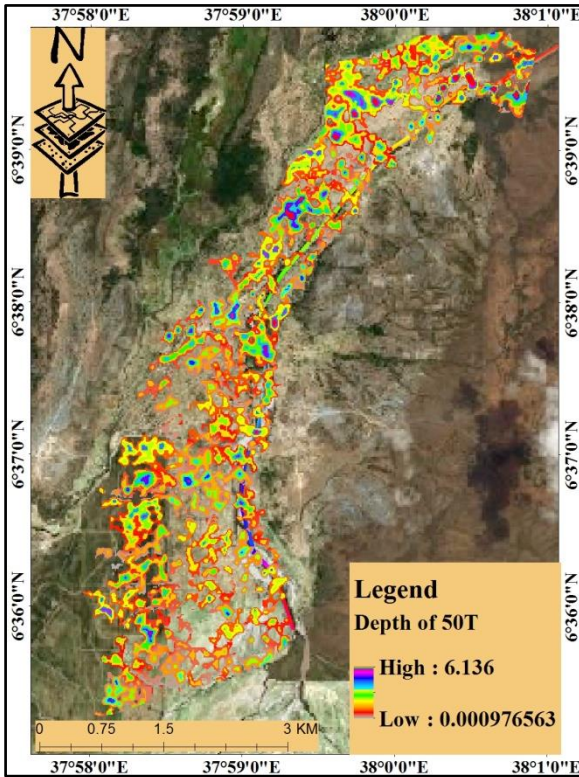 37°58'0"E 37°59'0"E 38°0'0"E 38°1'0"E
N
6°39'0"N 6°39'0"N
6°38'0"N 6°38'0"N
6°37'0"N 6°37'0"N
6°36'0"N 6°36'0"N
Legend
Depth of 50T
High : 6.136
Low : 0.000976563
0 0.75 1.5 3 KM
37°58'0"E 37°59'0"E 38°0'0"E 38°1'0"E